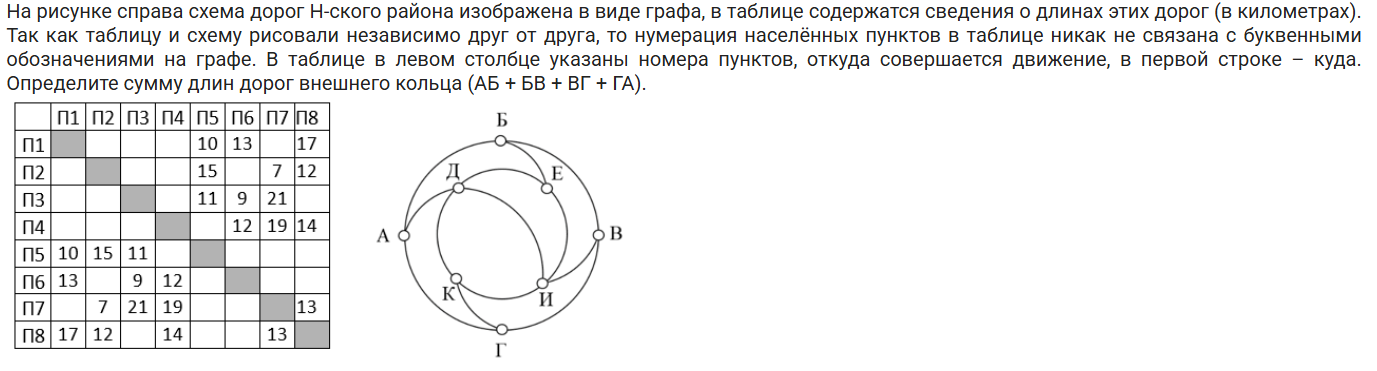 На рисунке справа схема дорог Н-ского района изображена в виде графа, в таблице содержатся сведения о длинах этих дорог (в километрах).
Так как таблицу и схему рисовали независимо друг от друга, то нумерация населённых пунктов в таблице никак не связана с буквенными
обозначениями на графе. В таблице в левом столбце указаны номера пунктов, откуда совершается движение, в первой строке – куда.
Определите сумму длин дорог внешнего кольца (АБ + БВ + ВГ + ГА).
П1 П2 П3 П4 П5 П6 П7 П8
П1 10 13 17
П2 15 7 12
П3 11 9 21
П4 12 19 14
П5 10 15 11
П6 13 9 12
П7 7 21 19 13
П8 17 12 14 13
Б
Д Е
А В
К И
Г